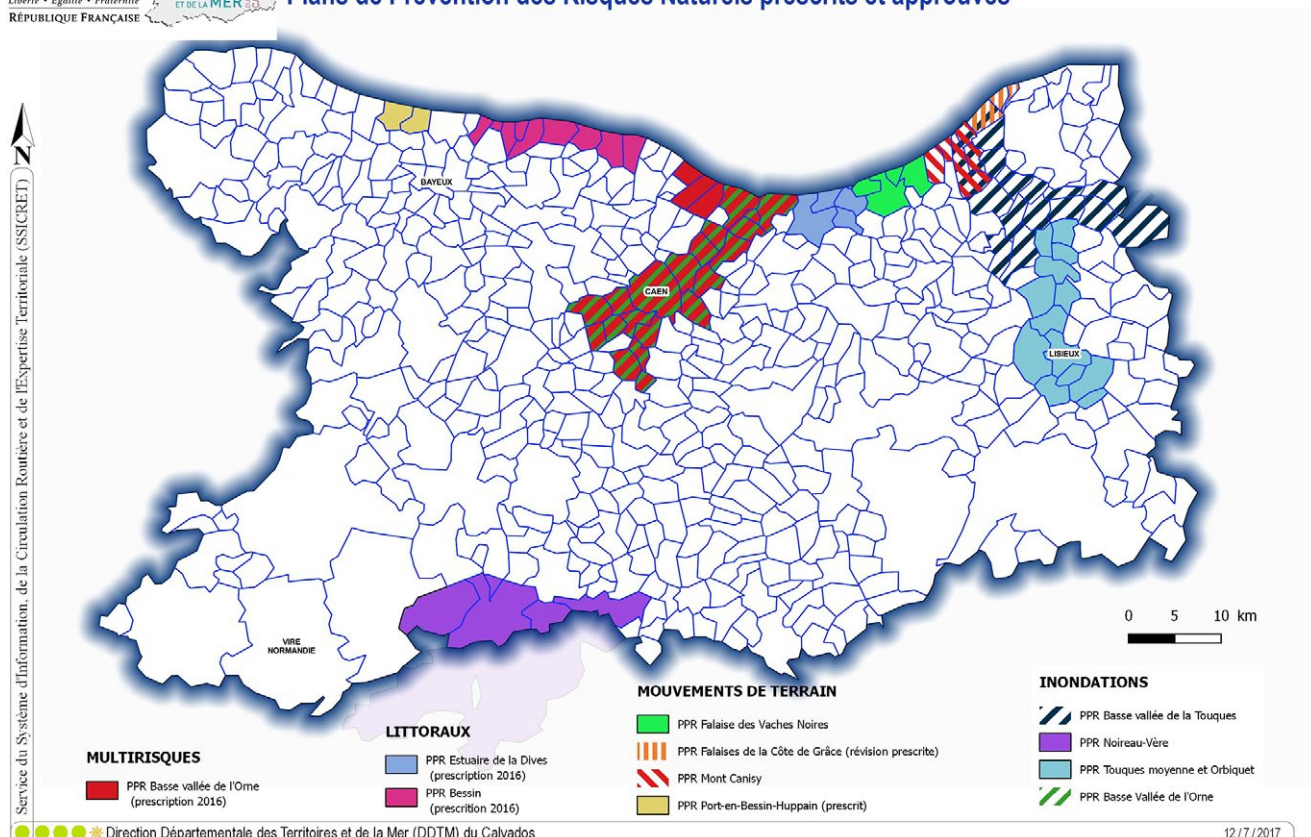 Liberté • Égalité • Fraternité
RÉPUBLIQUE FRANÇAISE
ET DE LA MER
Plans de Prévention des Risques Naturels prescrits et approuvés
N
Service du Système d'Information, de la Circulation Routière et de l'Expertise Territoriale (SSICRET)
BAYEUX
CAEN
LISIEUX
VIRE
NORMANDIE
0 5 10 km
MULTIRISQUES
PPR Basse vallée de l'Orne
(prescription 2016)
LITTORAUX
PPR Estuaire de la Dives
(prescription 2016)
PPR Bessin
(prescrition 2016)
MOUVEMENTS DE TERRAIN
PPR Falaise des Vaches Noires
PPR Falaises de la Côte de Grâce (révision prescrite)
PPR Mont Canisy
PPR Port-en-Bessin-Huppain (prescrit)
INONDATIONS
PPR Basse vallée de la Touques
PPR Noireau-Vère
PPR Touques moyenne et Orbiquet
PPR Basse Vallée de l'Orne
Direction Départementale des Territoires et de la Mer (DDTM) du Calvados
12/7/2017